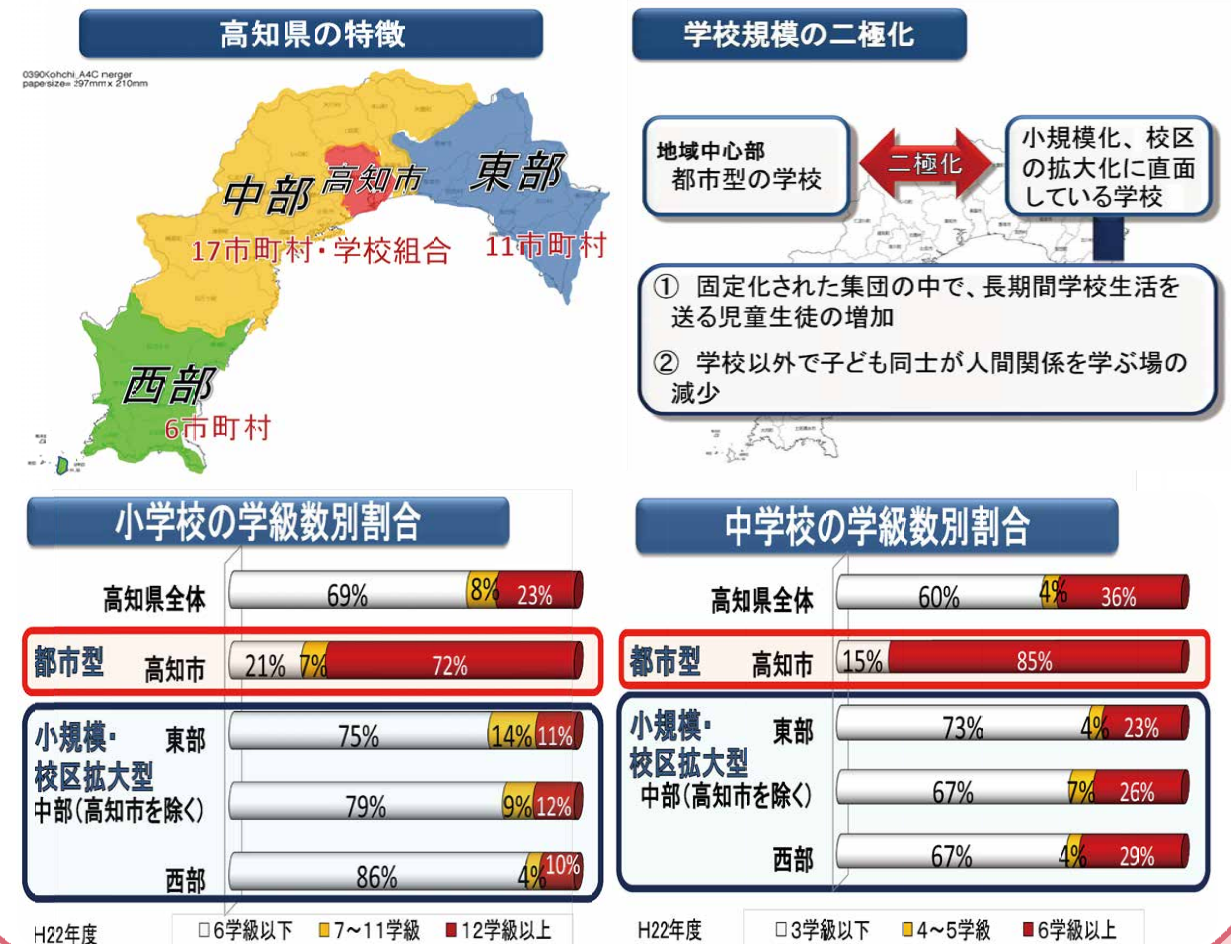 高知県の特徴
0390Kohchi_A4C nerger
pape size= 297mm x 210mm
中部
高知市
東部
17市町村・学校組合
11市町村
西部
6市町村
学校規模の二極化
地域中心部
都市型の学校
二極化
小規模化、校区
の拡大化に直面
している学校
① 固定化された集団の中で、長期間学校生活を
送る児童生徒の増加
② 学校以外で子ども同士が人間関係を学ぶ場の
減少
小学校の学級数別割合
高知県全体 69% 8% 23%
都市型 高知市 21% 7% 72%
小規模・
校区拡大型
東部 75% 14% 11%
中部(高知市を除く) 79% 9% 12%
西部 86% 4% 10%
H22年度 □6学級以下 ■7～11学級 ■12学級以上
中学校の学級数別割合
高知県全体 60% 4% 36%
都市型 高知市 15% 85%
小規模・
校区拡大型
東部 73% 4% 23%
中部(高知市を除く) 67% 7% 26%
西部 67% 4% 29%
H22年度 □3学級以下 ■4～5学級 ■6学級以上